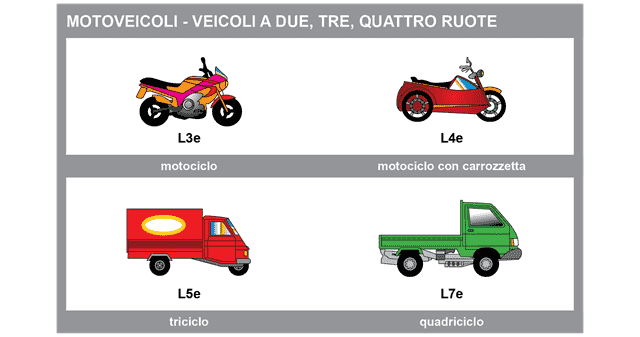 MOTOVEICOLI - VEICOLI A DUE, TRE, QUATTRO RUOTE
L3e
L4e
motociclo
motociclo con carrozzetta
L5e
L7e
triciclo
quadriciclo